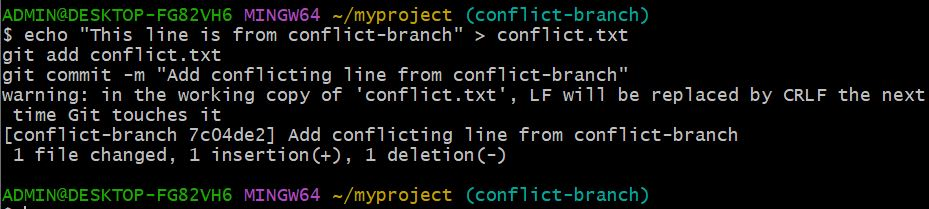 ADMIN@DESKTOP-FG82VH6 MINGW64 ~/myproject (conflict-branch)
$ echo "This line is from conflict-branch" > conflict.txt
git add conflict.txt
git commit -m "Add conflicting line from conflict-branch"
warning: in the working copy of 'conflict.txt', LF will be replaced by CRLF the next
 time Git touches it
[conflict-branch 7c04de2] Add conflicting line from conflict-branch
 1 file changed, 1 insertion(+), 1 deletion(-)
ADMIN@DESKTOP-FG82VH6 MINGW64 ~/myproject (conflict-branch)